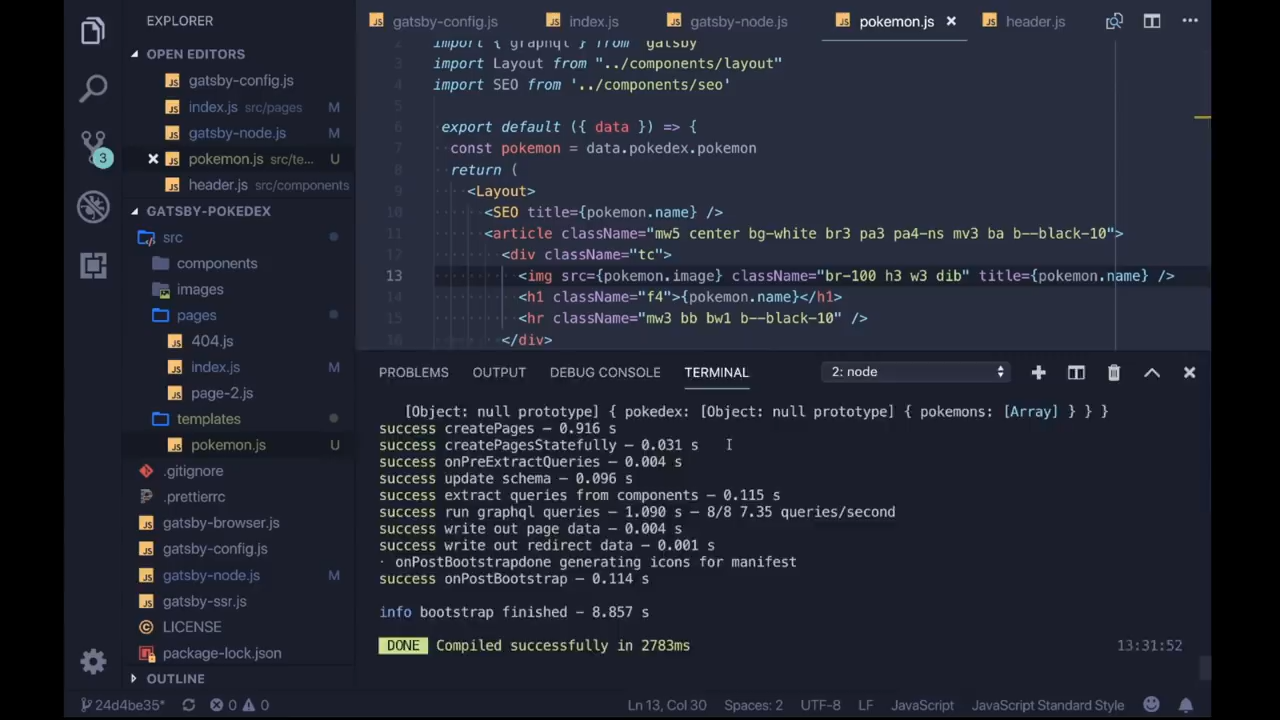 EXPLORER
OPEN EDITORS
gatsby-config.js
index.js src/pages M
gatsby-node.js M
pokemon.js src/te... U
header.js src/components
GATSBY-POKEDEX
src
components
images
pages
404.js
index.js M
page-2.js
templates
pokemon.js U
.gitignore
.prettierrc
gatsby-browser.js
gatsby-config.js
gatsby-node.js M
gatsby-ssr.js
LICENSE
package-lock.json
OUTLINE
gatsby-config.js index.js gatsby-node.js pokemon.js header.js
2 import { graphql } from 'gatsby'
3 import Layout from "../components/layout"
4 import SEO from '../components/seo'
5
6 export default ({ data }) => {
7 const pokemon = data.pokedex.pokemon
8 return (
9 <Layout>
10 <SEO title={pokemon.name} />
11 <article className="mw5 center bg-white br3 pa3 pa4-ns mv3 ba b--black-10">
12 <div className="tc">
13 <img src={pokemon.image} className="br-100 h3 w3 dib" title={pokemon.name} />
14 <h1 className="f4">{pokemon.name}</h1>
15 <hr className="mw3 bb bw1 b--black-10" />
16 </div>
PROBLEMS OUTPUT DEBUG CONSOLE TERMINAL 2: node
[Object: null prototype] { pokedex: [Object: null prototype] { pokemons: [Array] } } }
success createPages — 0.916 s
success createPagesStatefully — 0.031 s
success onPreExtractQueries — 0.004 s
success update schema — 0.096 s
success extract queries from components — 0.115 s
success run graphql queries — 1.090 s — 8/8 7.35 queries/second
success write out page data — 0.004 s
success write out redirect data — 0.001 s
· onPostBootstrapdone generating icons for manifest
success onPostBootstrap — 0.114 s
info bootstrap finished — 8.857 s
DONE Compiled successfully in 2783ms 13:31:52
3
24d4be35* 0 0 Ln 13, Col 30 Spaces: 2 UTF-8 LF JavaScript JavaScript Standard Style